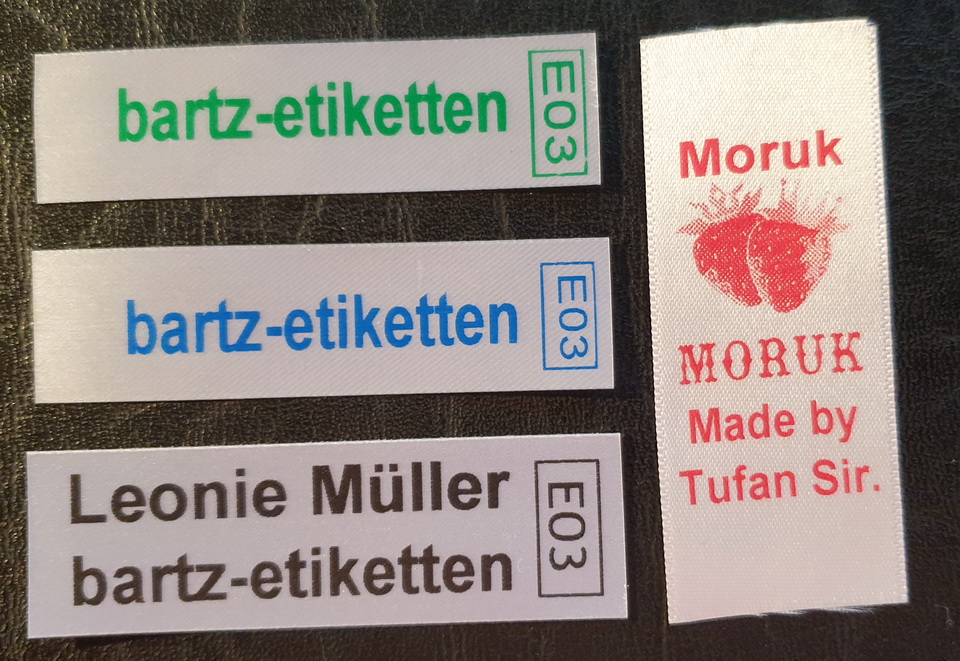 bartz-etiketten
E03
bartz-etiketten
E03
Leonie Müller
bartz-etiketten
E03
Moruk
MORUK
Made by
Tufan Sir.